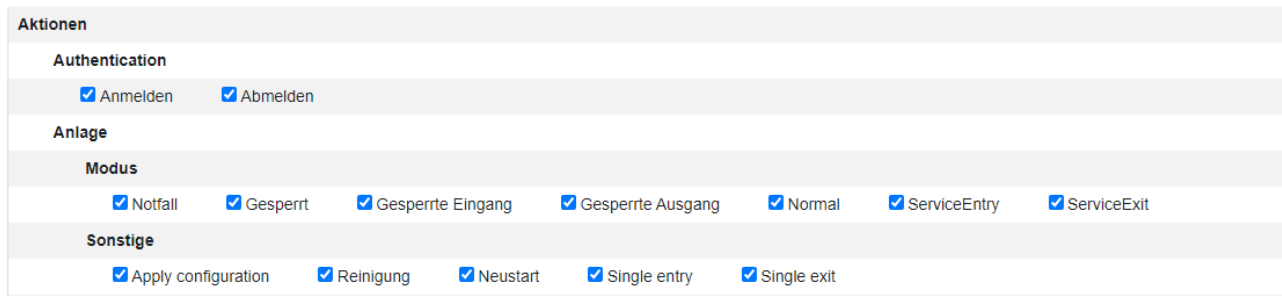 Aktionen
Authentication
Anmelden Abmelden
Anlage
Modus
Notfall Gesperrt Gesperrte Eingang Gesperrte Ausgang Normal ServiceEntry ServiceExit
Sonstige
Apply configuration Reinigung Neustart Single entry Single exit